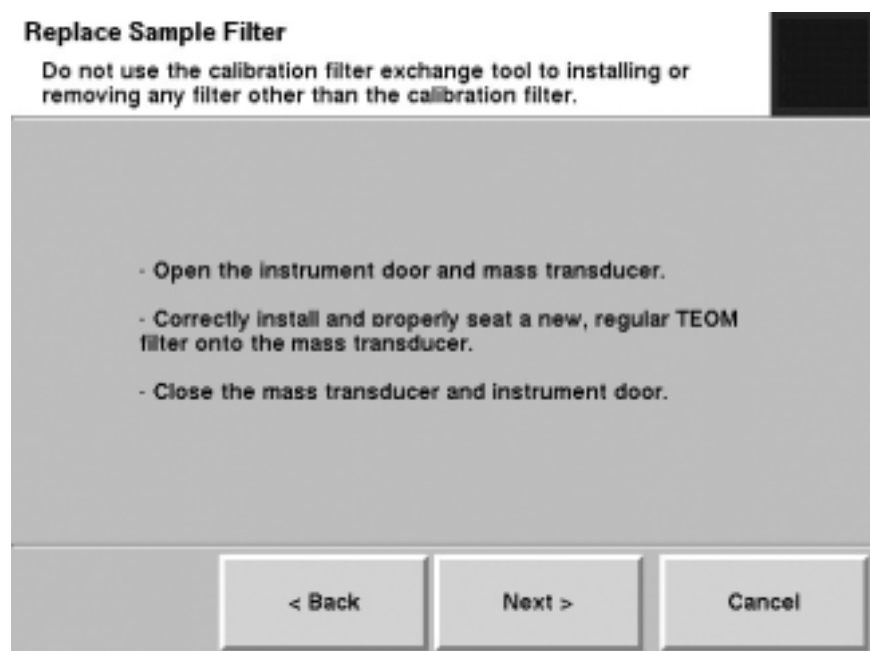 Replace Sample Filter
Do not use the calibration filter exchange tool to installing or
removing any filter other than the calibration filter.
- Open the instrument door and mass transducer.
- Correctly install and properly seat a new, regular TEOM
filter onto the mass transducer.
- Close the mass transducer and instrument door.
< Back
Next >
Cancel